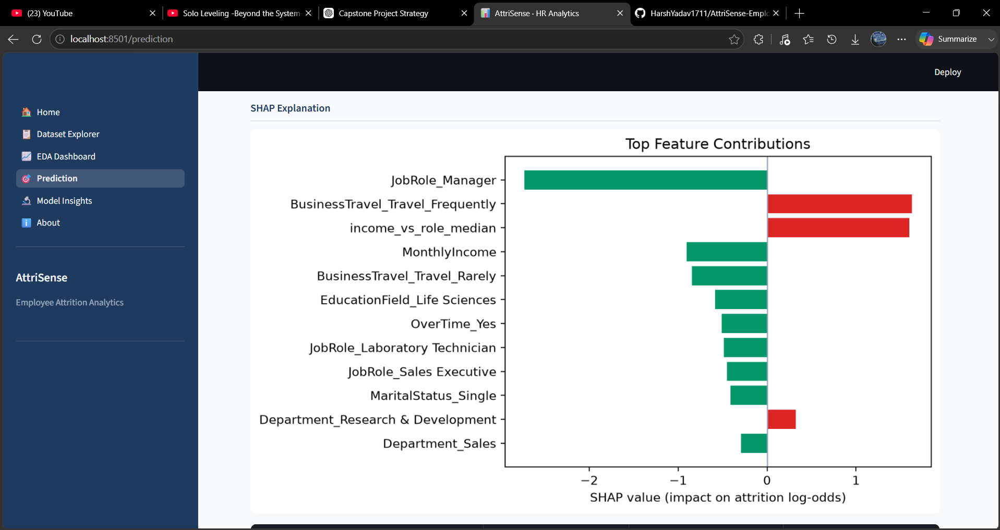 (23) YouTube
Solo Leveling -Beyond the System-
Capstone Project Strategy
AttriSense · HR Analytics
HarshYadav1711/AttriSense-Emplo
localhost:8501/prediction
Summarize
Deploy
Home
Dataset Explorer
EDA Dashboard
Prediction
Model Insights
About
AttriSense
Employee Attrition Analytics
SHAP Explanation
Top Feature Contributions
JobRole_Manager
BusinessTravel_Travel_Frequently
income_vs_role_median
MonthlyIncome
BusinessTravel_Travel_Rarely
EducationField_Life Sciences
OverTime_Yes
JobRole_Laboratory Technician
JobRole_Sales Executive
MaritalStatus_Single
Department_Research & Development
Department_Sales
−2 −1 0 1
SHAP value (impact on attrition log-odds)